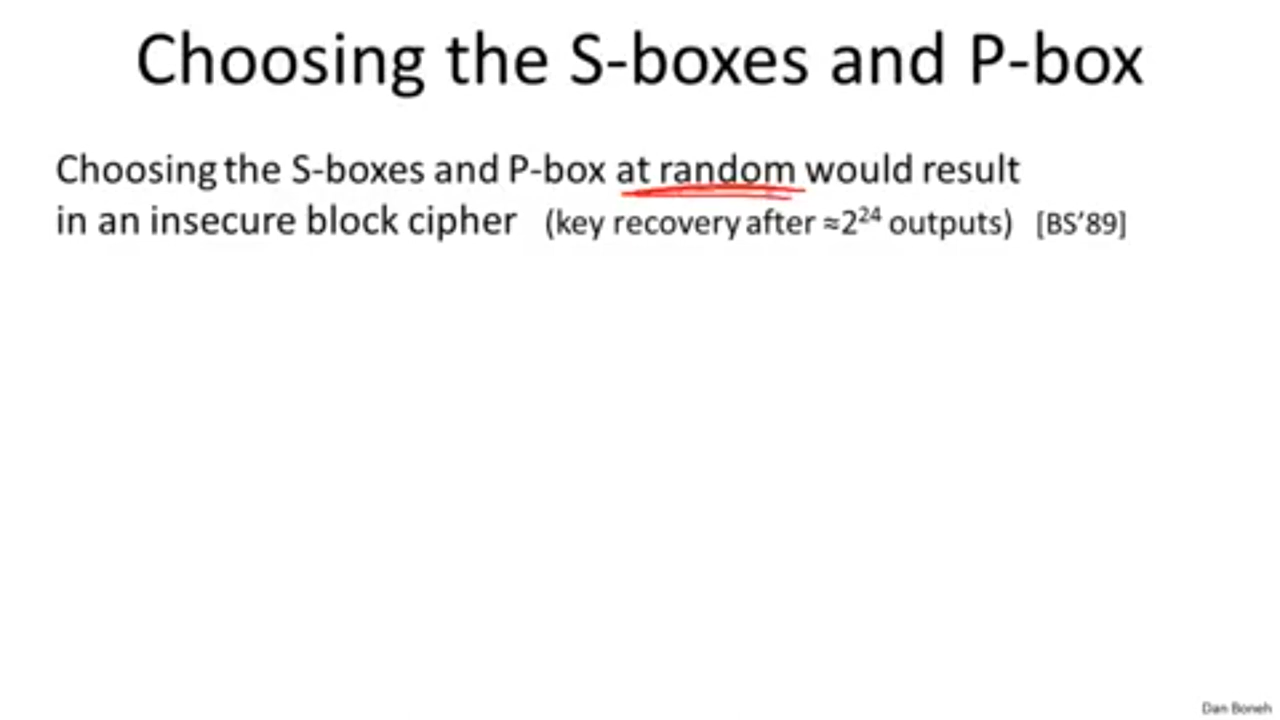 Choosing the S-boxes and P-box
Choosing the S-boxes and P-box at random would result
in an insecure block cipher (key recovery after ≈2²⁴ outputs) [BS’89]
Dan Boneh